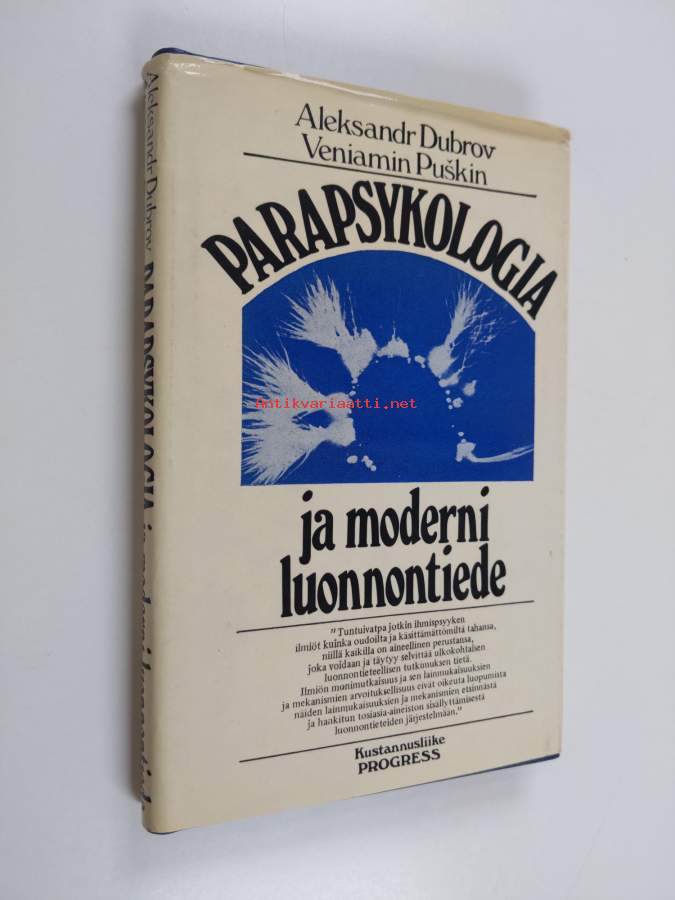 Aleksandr Dubrov
Veniamin Puškin
PARAPSYKOLOGIA
Antikvariaatti.net
ja moderni
luonnontiede
"Tuntuivatpa jotkin ihmispsyyken
ilmiöt kuinka oudoilta ja käsittämättömiltä tahansa,
niillä kaikilla on aineellinen perustansa,
joka voidaan ja täytyy selvittää ulkokohtaisen
luonnontieteellisen tutkimuksen tietä.
Ilmiön monimutkaisuus ja sen lainmukaisuuksien
ja mekanismien arvoituksellisuus eivät oikeuta luopumista
näiden lainmukaisuuksien ja mekanismien etsinnästä
ja hankitun tosiasia-aineiston sisällyttämisestä
luonnontieteiden järjestelmään."
Kustannusliike
PROGRESS
Aleksandr Dubrov PARAPSYKOLOGIA ja moderni luonnontiede